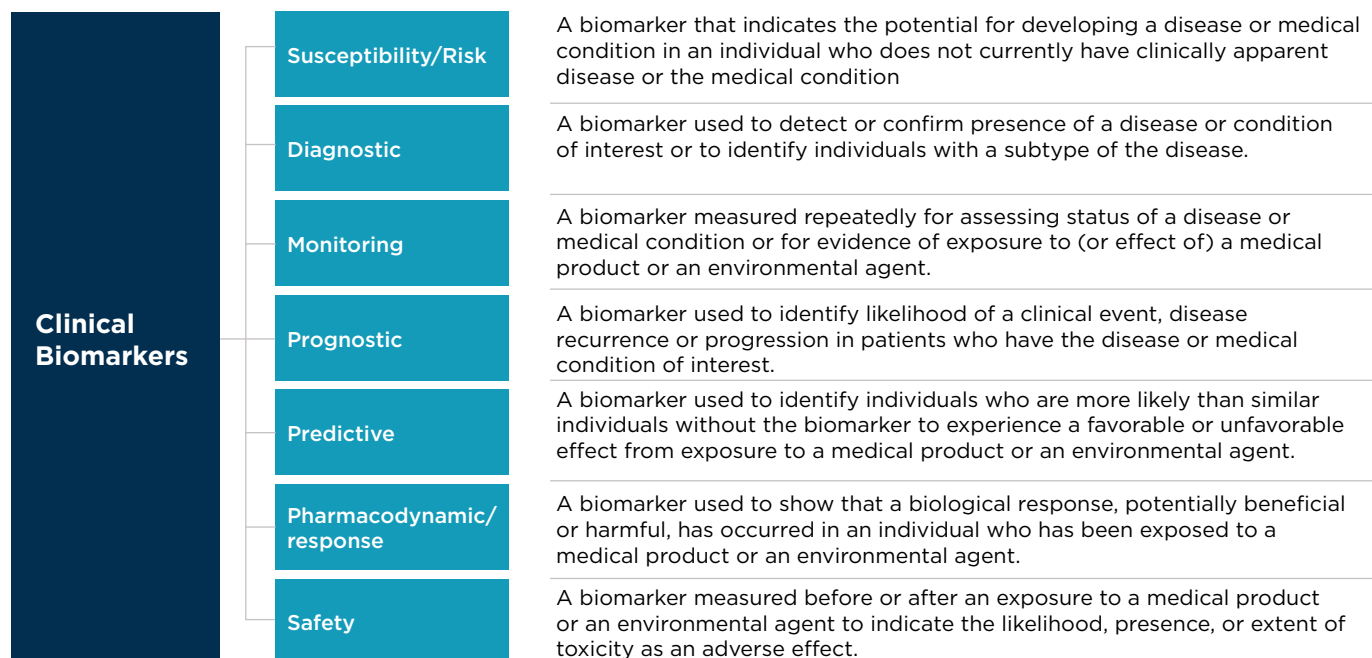 Clinical
Biomarkers
Susceptibility/Risk
A biomarker that indicates the potential for developing a disease or medical
condition in an individual who does not currently have clinically apparent
disease or the medical condition
Diagnostic
A biomarker used to detect or confirm presence of a disease or condition
of interest or to identify individuals with a subtype of the disease.
Monitoring
A biomarker measured repeatedly for assessing status of a disease or
medical condition or for evidence of exposure to (or effect of) a medical
product or an environmental agent.
Prognostic
A biomarker used to identify likelihood of a clinical event, disease
recurrence or progression in patients who have the disease or medical
condition of interest.
Predictive
A biomarker used to identify individuals who are more likely than similar
individuals without the biomarker to experience a favorable or unfavorable
effect from exposure to a medical product or an environmental agent.
Pharmacodynamic/
response
A biomarker used to show that a biological response, potentially beneficial
or harmful, has occurred in an individual who has been exposed to a
medical product or an environmental agent.
Safety
A biomarker measured before or after an exposure to a medical product
or an environmental agent to indicate the likelihood, presence, or extent of
toxicity as an adverse effect.